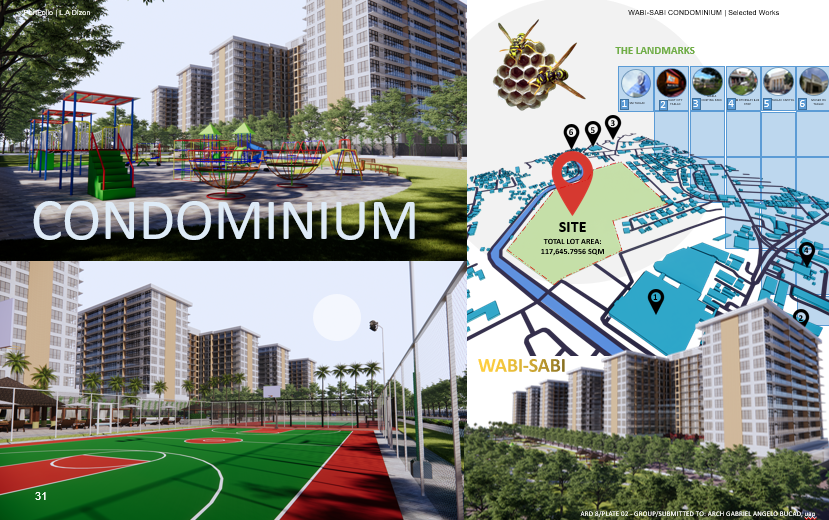 Portfolio | L.A Dizon
CONDOMINIUM
31
WABI-SABI CONDOMINIUM | Selected Works
THE LANDMARKS
1
2
3
4
5
6
6
5
3
SITE
TOTAL LOT AREA:
117,645.7956 SQM
4
1
2
WABI-SABI
ARD 8/PLATE 02 - GROUP/SUBMITTED TO: ARCH GABRIEL ANGELO BUCAD, uap